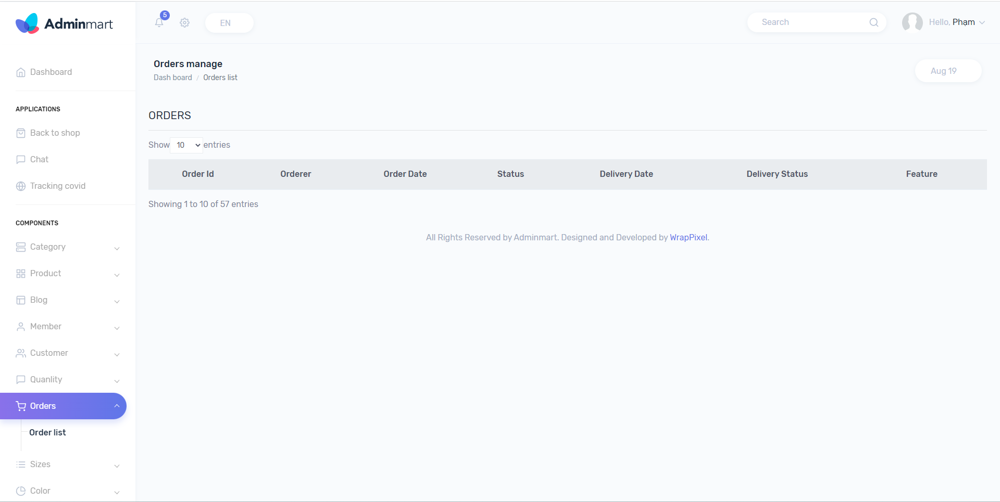 Adminmart
5
EN
Search
Hello, Phạm
Dashboard
APPLICATIONS
Back to shop
Chat
Tracking covid
COMPONENTS
Category
Product
Blog
Member
Customer
Quanlity
Orders
Order list
Sizes
Color
Orders manage
Dash board / Orders list
Aug 19
ORDERS
Show 10 entries
Order Id Orderer Order Date Status Delivery Date Delivery Status Feature
Showing 1 to 10 of 57 entries
All Rights Reserved by Adminmart. Designed and Developed by WrapPixel.